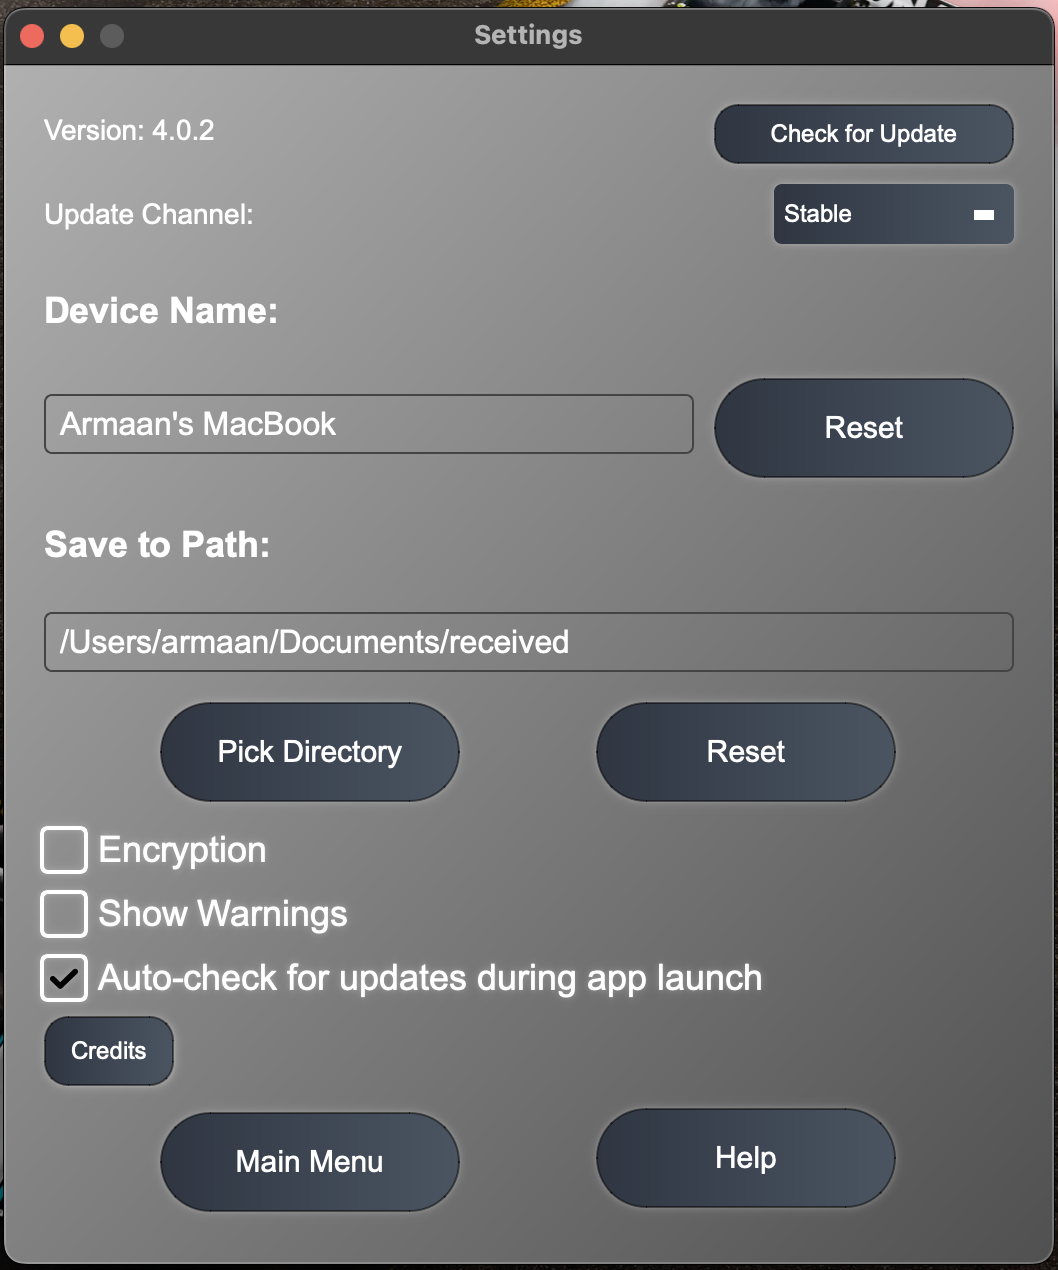 Settings
Version: 4.0.2
Check for Update
Update Channel:
Stable
Device Name:
Armaan's MacBook
Reset
Save to Path:
/Users/armaan/Documents/received
Pick Directory
Reset
Encryption
Show Warnings
Auto-check for updates during app launch
Credits
Main Menu
Help